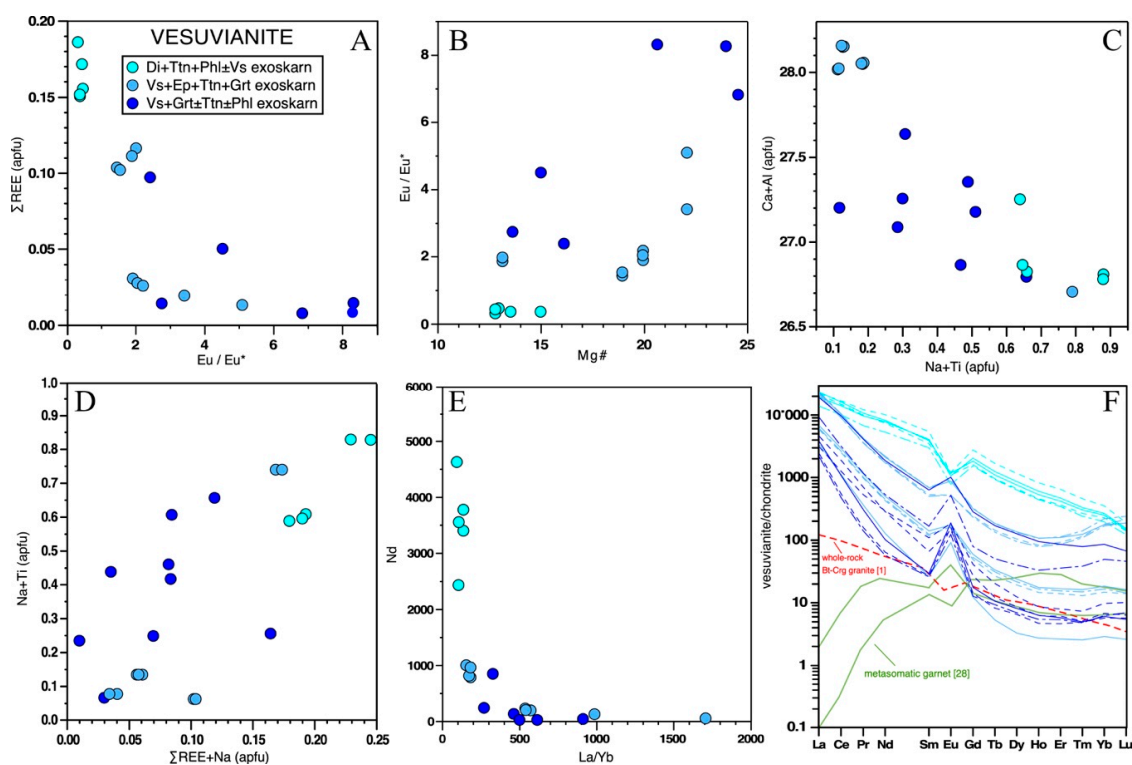 VESUVIANITE
Di+Ttn+Phl±Vs exoskarn
Vs+Ep+Ttn+Grt exoskarn
Vs+Grt±Ttn±Phl exoskarn
A
0.20
0.15
0.10
0.05
0.00
∑REE (apfu)
0 2 4 6 8
Eu / Eu*
B
8
6
4
2
0
Eu / Eu*
10 15 20 25
Mg#
C
28.0
27.5
27.0
26.5
Ca+Al (apfu)
0.1 0.2 0.3 0.4 0.5 0.6 0.7 0.8 0.9
Na+Ti (apfu)
D
1.0
0.9
0.8
0.7
0.6
0.5
0.4
0.3
0.2
0.1
0.0
Na+Ti (apfu)
0.00 0.05 0.10 0.15 0.20 0.25
∑REE+Na (apfu)
E
6000
5000
4000
3000
2000
1000
0
Nd
0 500 1000 1500 2000
La/Yb
F
10"000
1000
100
10
1
0.1
vesuvianite/chondrite
whole-rock
Bt-Crg granite [1]
metasomatic garnet [28]
La Ce Pr Nd Sm Eu Gd Tb Dy Ho Er Tm Yb Lu